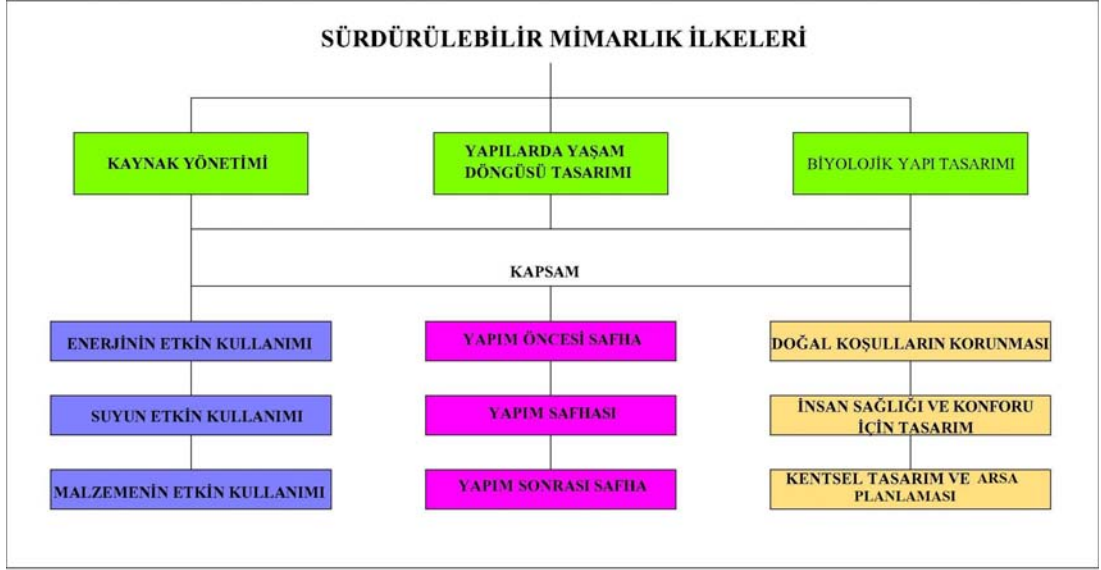 SÜRDÜRÜLEBİLİR MİMARLIK İLKELERİ
KAYNAK YÖNETİMİ
YAPILARDA YAŞAM
DÖNGÜSÜ TASARIMI
BİYOLOJİK YAPI TASARIMI
KAPSAM
ENERJİNİN ETKİN KULLANIMI
YAPIM ÖNCESİ SAFHA
DOĞAL KOŞULLARIN KORUNMASI
SUYUN ETKİN KULLANIMI
YAPIM SAFHASI
İNSAN SAĞLIĞI VE KONFORU
İÇİN TASARIM
MALZEMENİN ETKİN KULLANIMI
YAPIM SONRASI SAFHA
KENTSEL TASARIM VE ARSA
PLANLAMASI